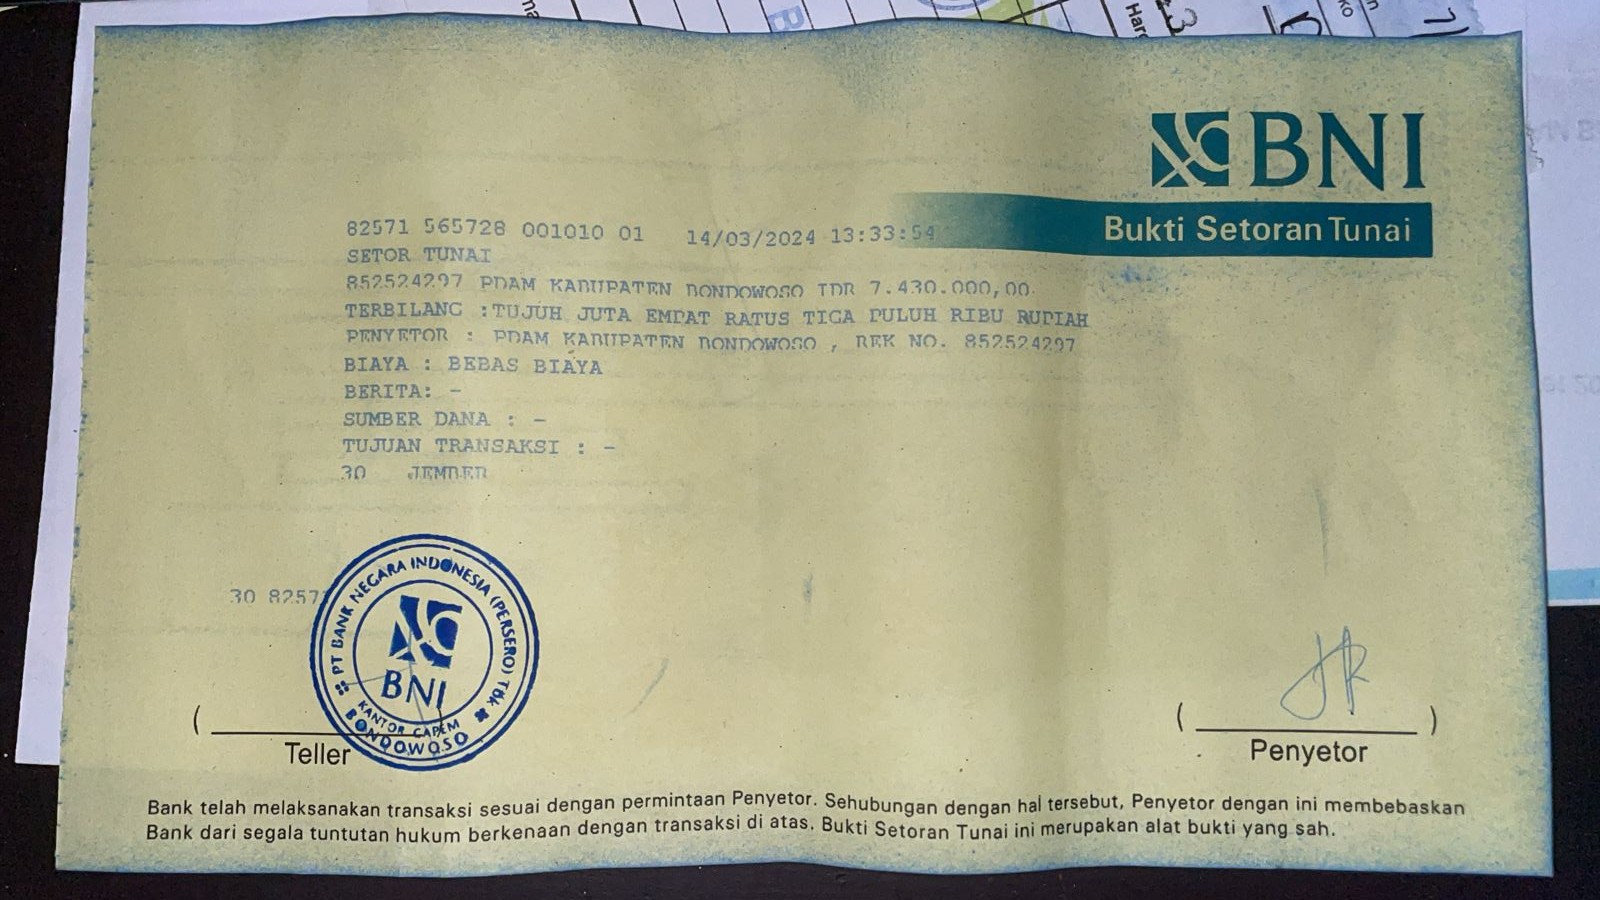 BNI
Bukti Setoran Tunai
82571 565728 001010 01 14/03/2024 13:33:54
SETOR TUNAI
852524297 PDAM KABUPATEN BONDOWOSO IDR 7.430.000,00
TERBILANG :TUJUH JUTA EMPAT RATUS TIGA PULUH RIBU RUPIAH
PENYETOR : PDAM KABUPATEN BONDOWOSO , REK NO. 852524297
BIAYA : BEBAS BIAYA
BERITA: -
SUMBER DANA : -
TUJUAN TRANSAKSI : -
30 JEMBER
30 8257
PT BANK NEGARA INDONESIA (PERSERO) Tbk
BNI
KANTOR CAPEM
BONDOWOSO
( )
Teller
( )
Penyetor
Bank telah melaksanakan transaksi sesuai dengan permintaan Penyetor. Sehubungan dengan hal tersebut, Penyetor dengan ini membebaskan
Bank dari segala tuntutan hukum berkenaan dengan transaksi di atas. Bukti Setoran Tunai ini merupakan alat bukti yang sah.